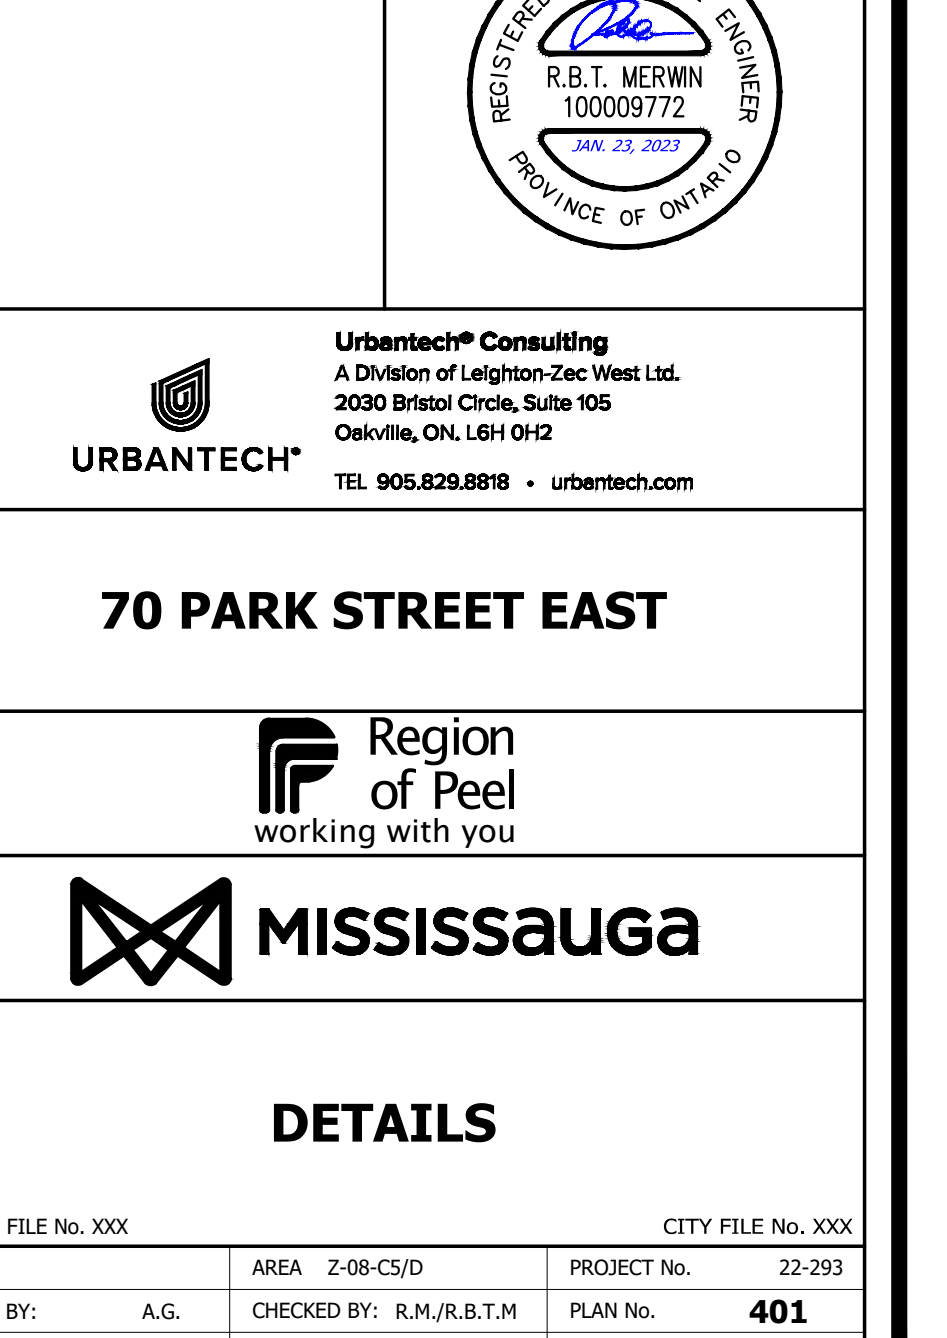 REGISTERED
ENGINEER
R.B.T. MERWIN
100009772
JAN. 23, 2023
PROVINCE OF ONTARIO
URBANTECH®
Urbantech® Consulting
A Division of Leighton-Zec West Ltd.
2030 Bristol Circle, Suite 105
Oakville, ON. L6H 0H2
TEL 905.829.8818 • urbantech.com
70 PARK STREET EAST
Region
of Peel
working with you
MISSISSAUGA
DETAILS
FILE No. XXX CITY FILE No. XXX
AREA Z-08-C5/D PROJECT No. 22-293
BY: A.G. CHECKED BY: R.M./R.B.T.M PLAN No. 401